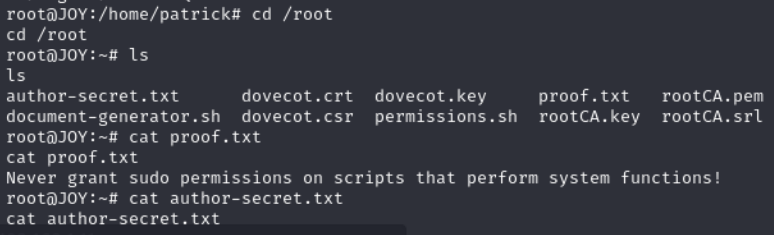 root@JOY:/home/patrick# cd /root
cd /root
root@JOY:~# ls
ls
author-secret.txt dovecot.crt dovecot.key proof.txt rootCA.pem
document-generator.sh dovecot.csr permissions.sh rootCA.key rootCA.srl
root@JOY:~# cat proof.txt
cat proof.txt
Never grant sudo permissions on scripts that perform system functions!
root@JOY:~# cat author-secret.txt
cat author-secret.txt